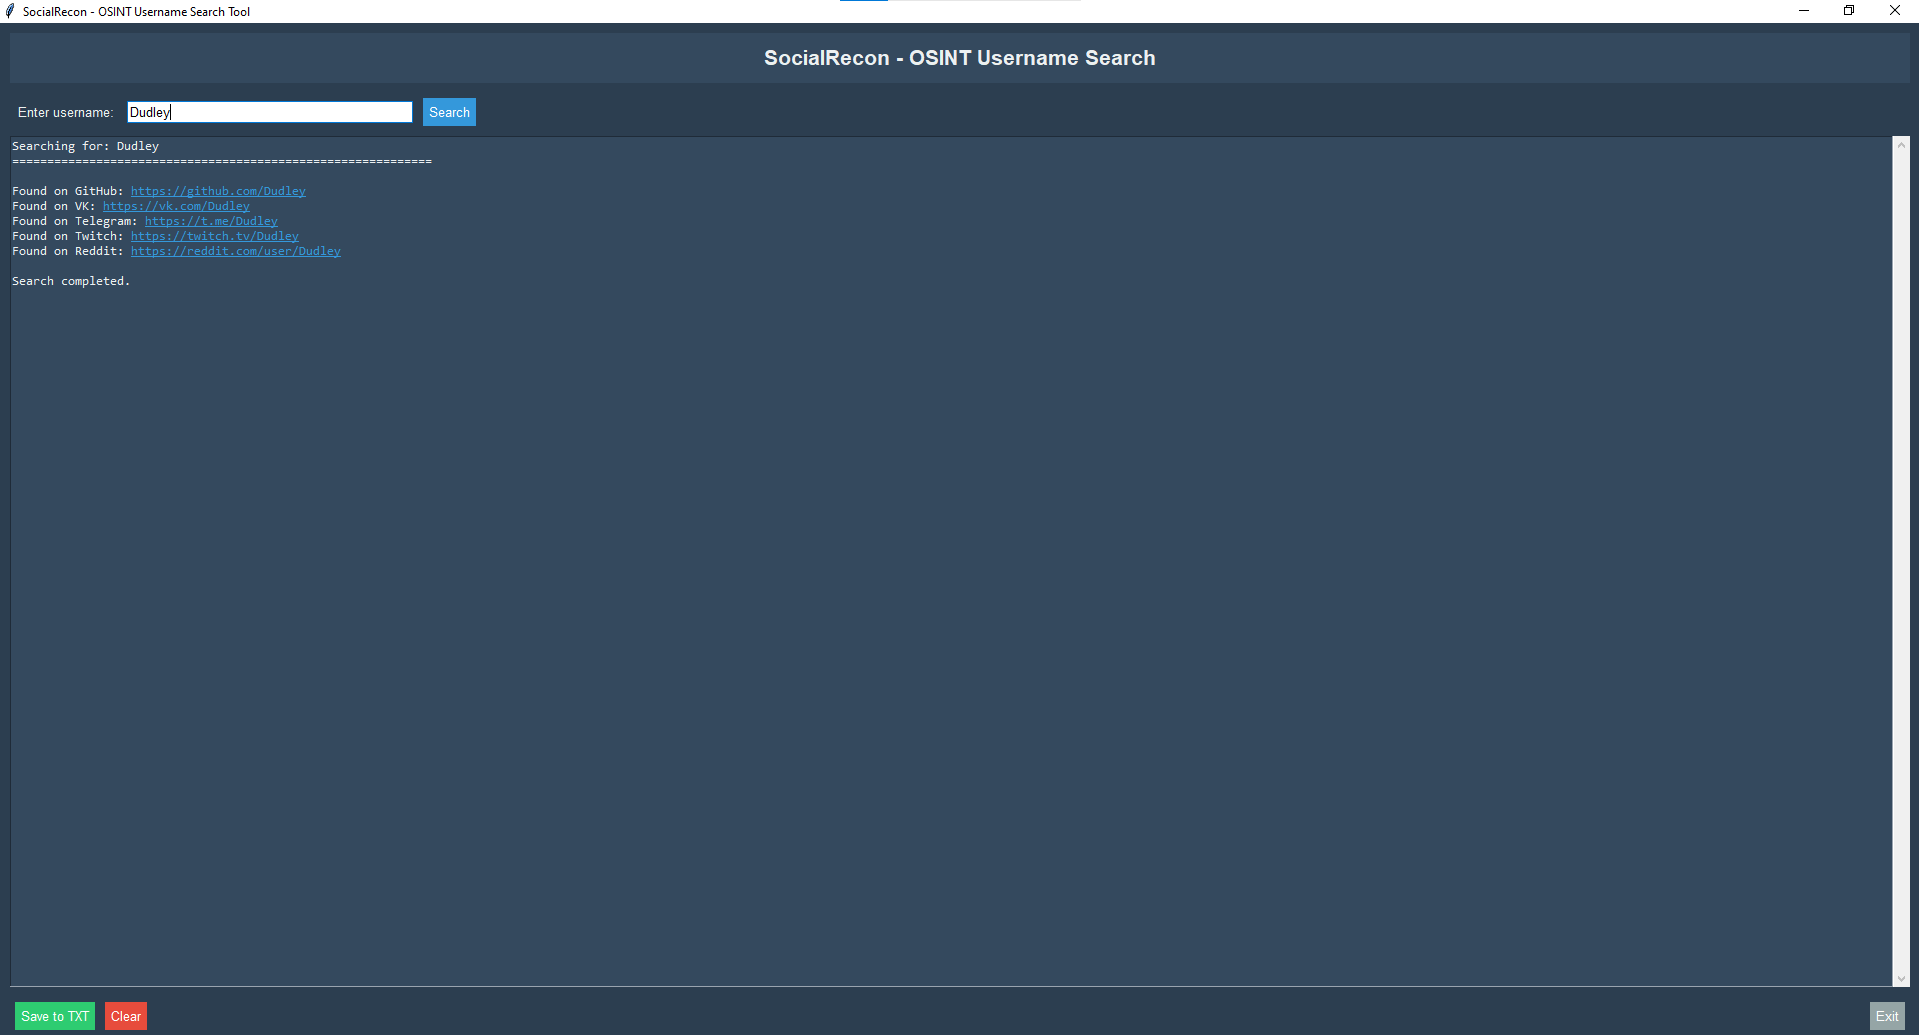 SocialRecon - OSINT Username Search Tool
SocialRecon - OSINT Username Search
Enter username: Dudley Search
Searching for: Dudley
============================================================
Found on GitHub: https://github.com/Dudley
Found on VK: https://vk.com/Dudley
Found on Telegram: https://t.me/Dudley
Found on Twitch: https://twitch.tv/Dudley
Found on Reddit: https://reddit.com/user/Dudley
Search completed.
Save to TXT Clear Exit